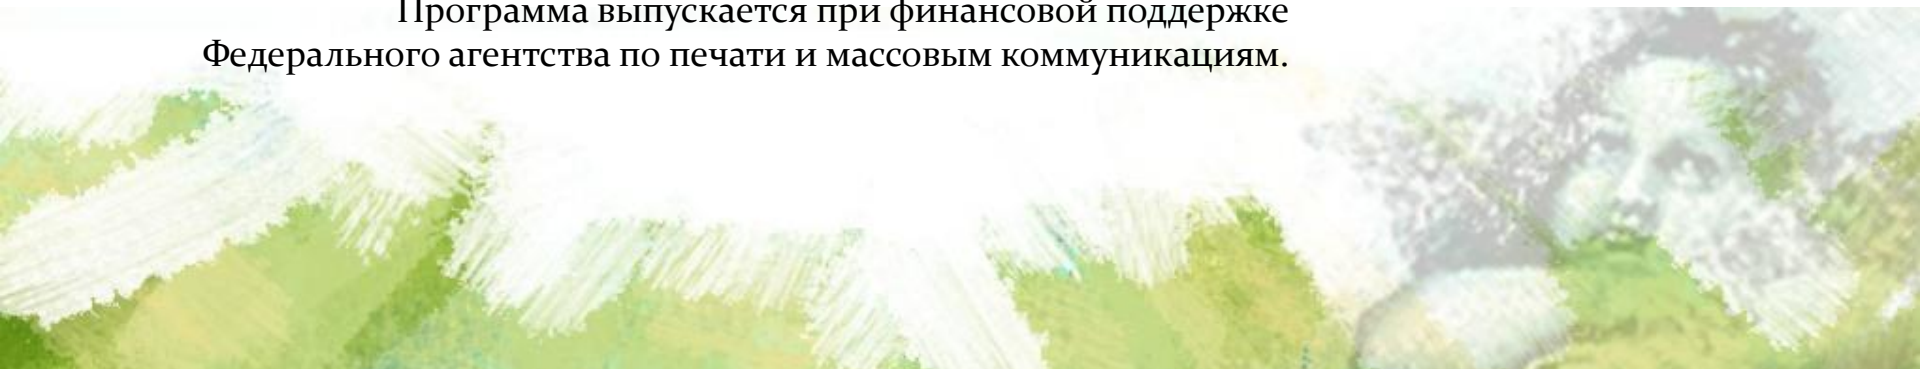 Программа выпускается при финансовой поддержке
Федерального агентства по печати и массовым коммуникациям.